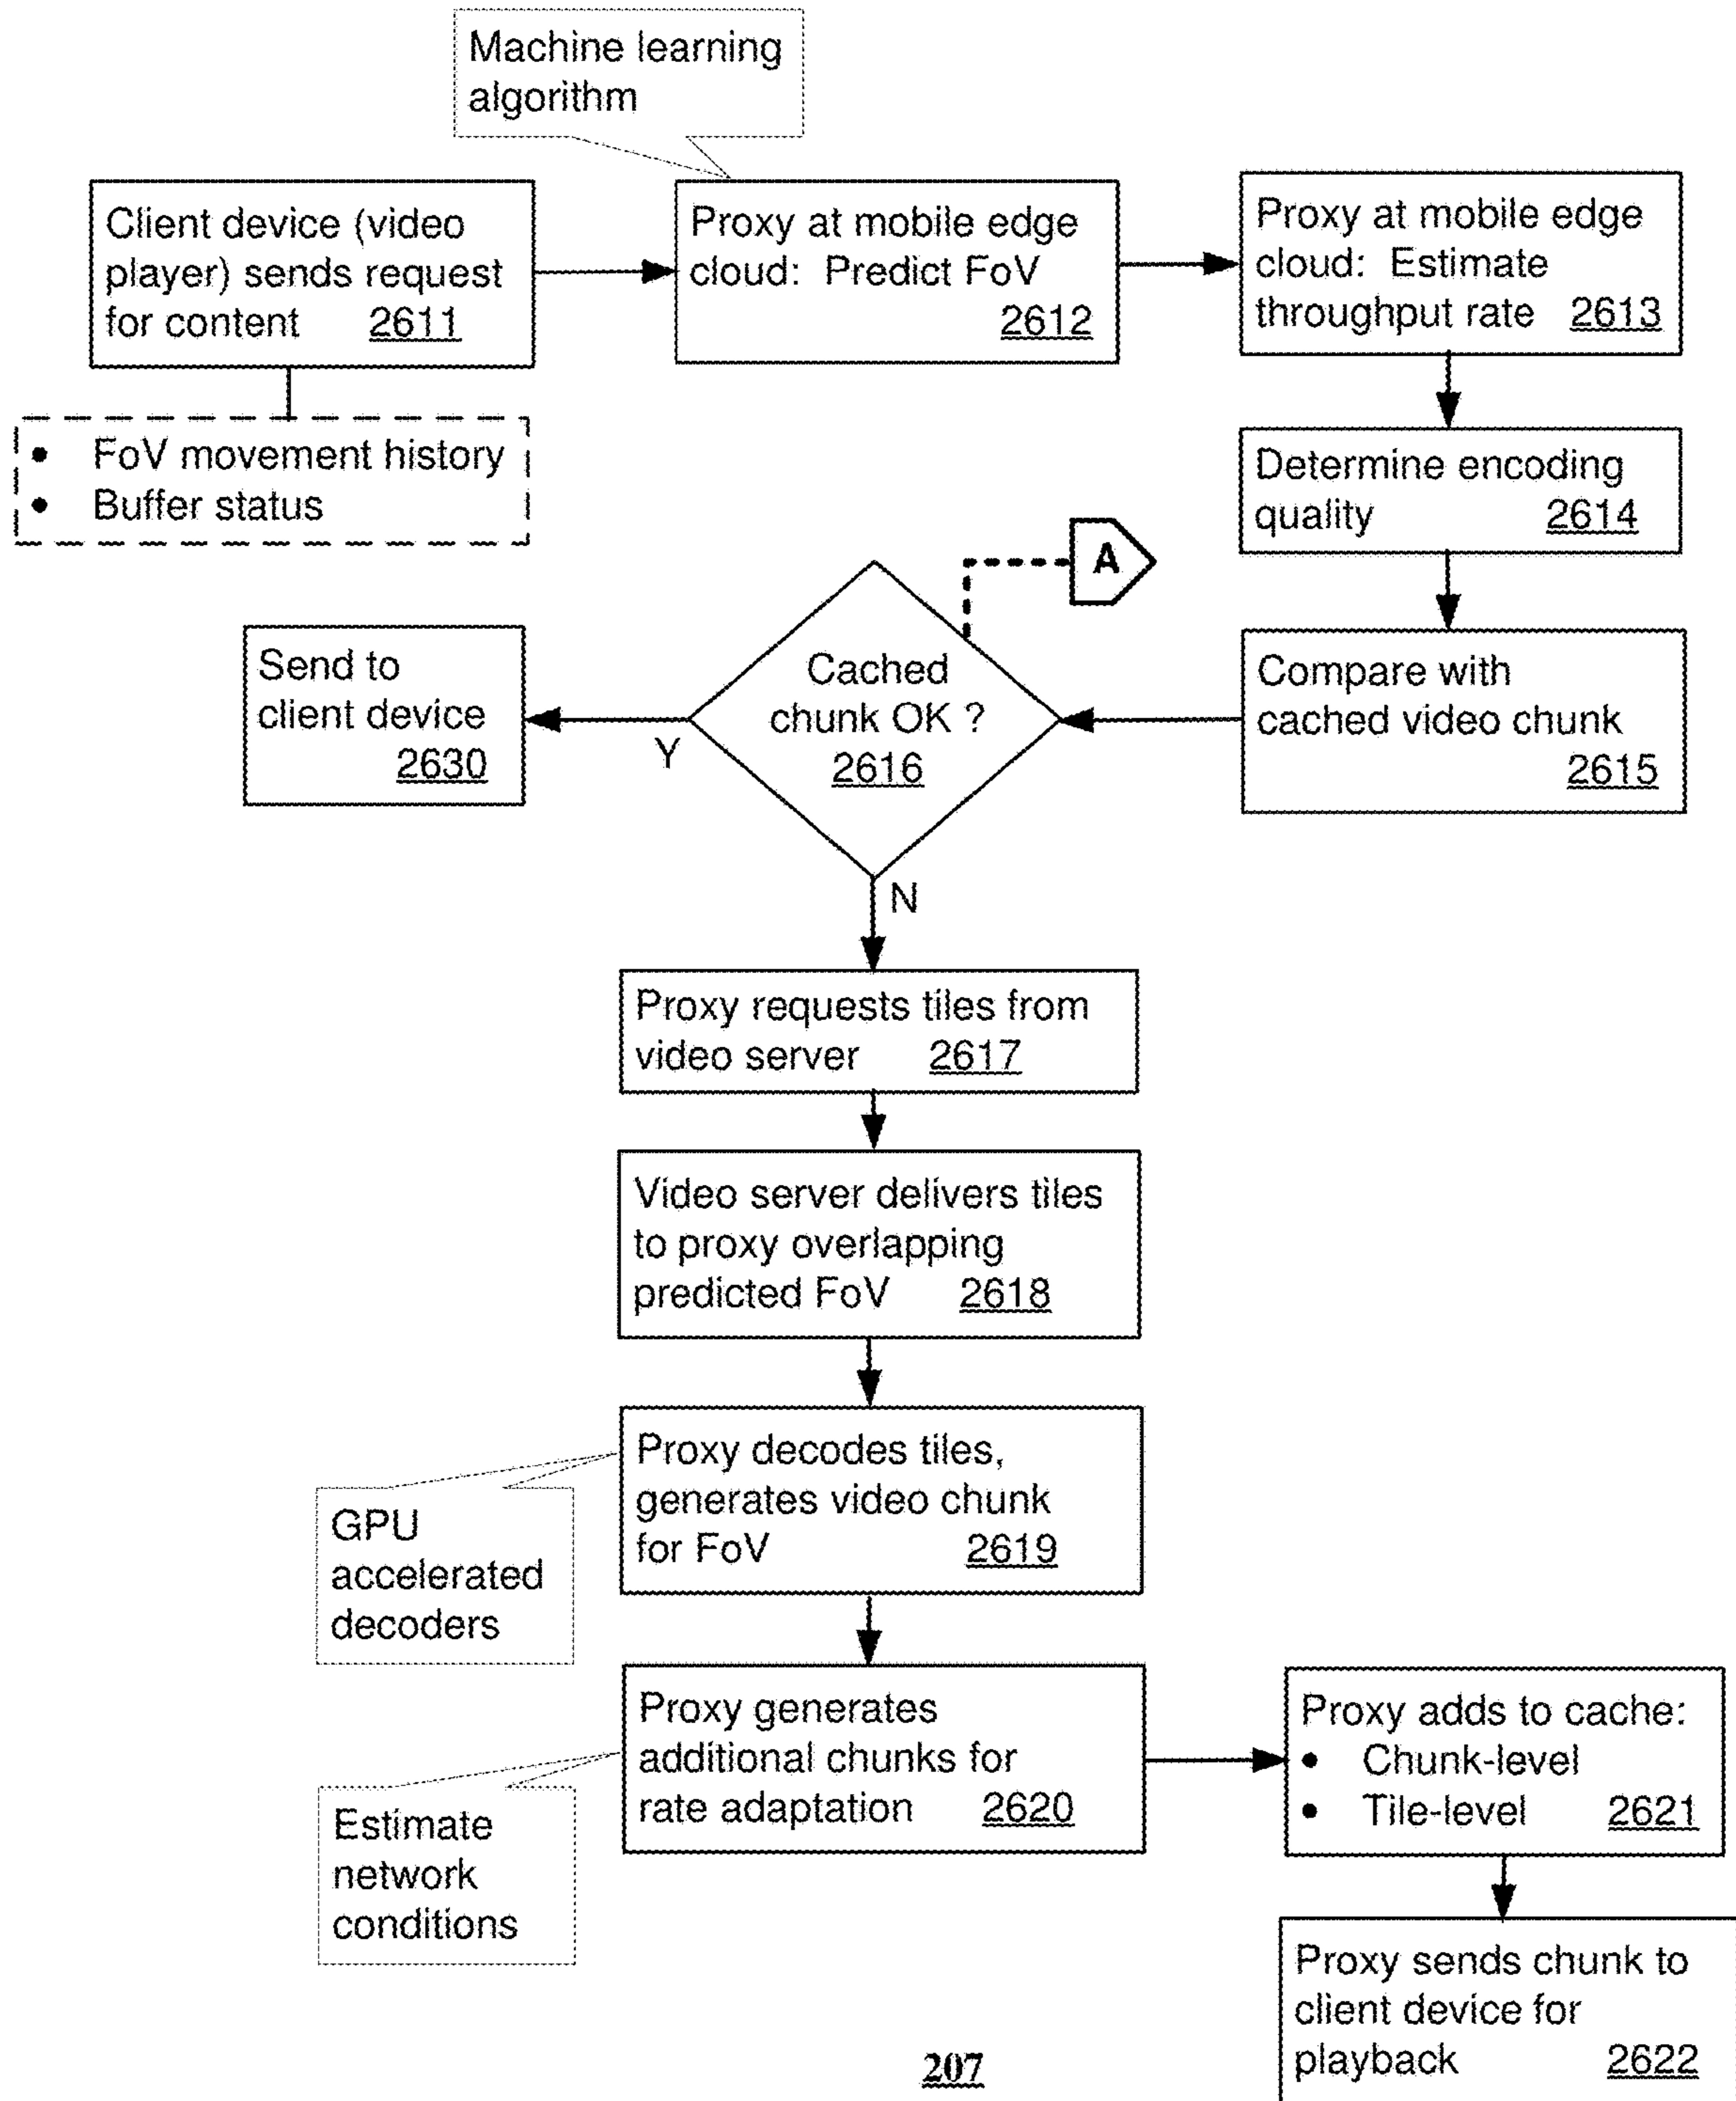 Machine learning
algorithm
Client device (video
player) sends request
for content 2611
Proxy at mobile edge
cloud: Predict FoV
2612
Proxy at mobile edge
cloud: Estimate
throughput rate 2613
• FoV movement history
• Buffer status
Determine encoding
quality 2614
A
Send to
client device
2630
Y
Cached
chunk OK ?
2616
Compare with
cached video chunk
2615
N
Proxy requests tiles from
video server 2617
Video server delivers tiles
to proxy overlapping
predicted FoV 2618
Proxy decodes tiles,
generates video chunk
for FoV 2619
GPU
accelerated
decoders
Proxy generates
additional chunks for
rate adaptation 2620
Estimate
network
conditions
Proxy adds to cache:
• Chunk-level
• Tile-level 2621
Proxy sends chunk to
client device for
playback 2622
207